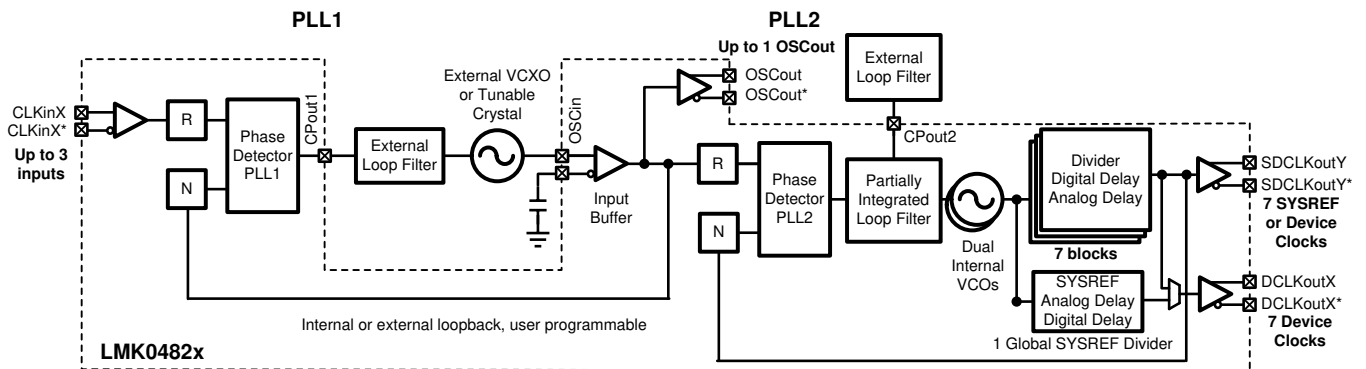 PLL1
PLL2
Up to 1 OSCout
CLKinX
CLKinX*
Up to 3
inputs
R
N
Phase
Detector
PLL1
CPout1
External
Loop Filter
External VCXO
or Tunable
Crystal
OSCin
Input
Buffer
OSCout
OSCout*
External
Loop Filter
CPout2
R
N
Phase
Detector
PLL2
Partially
Integrated
Loop Filter
Dual
Internal
VCOs
Divider
Digital Delay
Analog Delay
7 blocks
SYSREF
Analog Delay
Digital Delay
1 Global SYSREF Divider
SDCLKoutY
SDCLKoutY*
7 SYSREF
or Device
Clocks
DCLKoutX
DCLKoutX*
7 Device
Clocks
Internal or external loopback, user programmable
LMK0482x